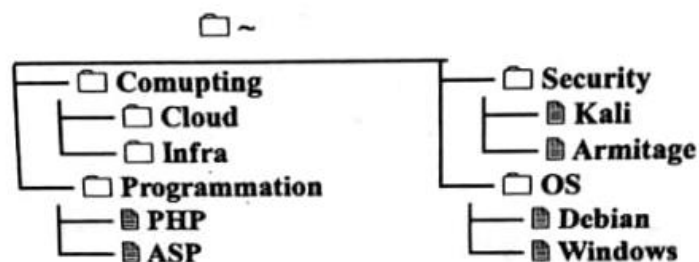 ~
Comupting
Cloud
Infra
Programmation
PHP
ASP
Security
Kali
Armitage
OS
Debian
Windows